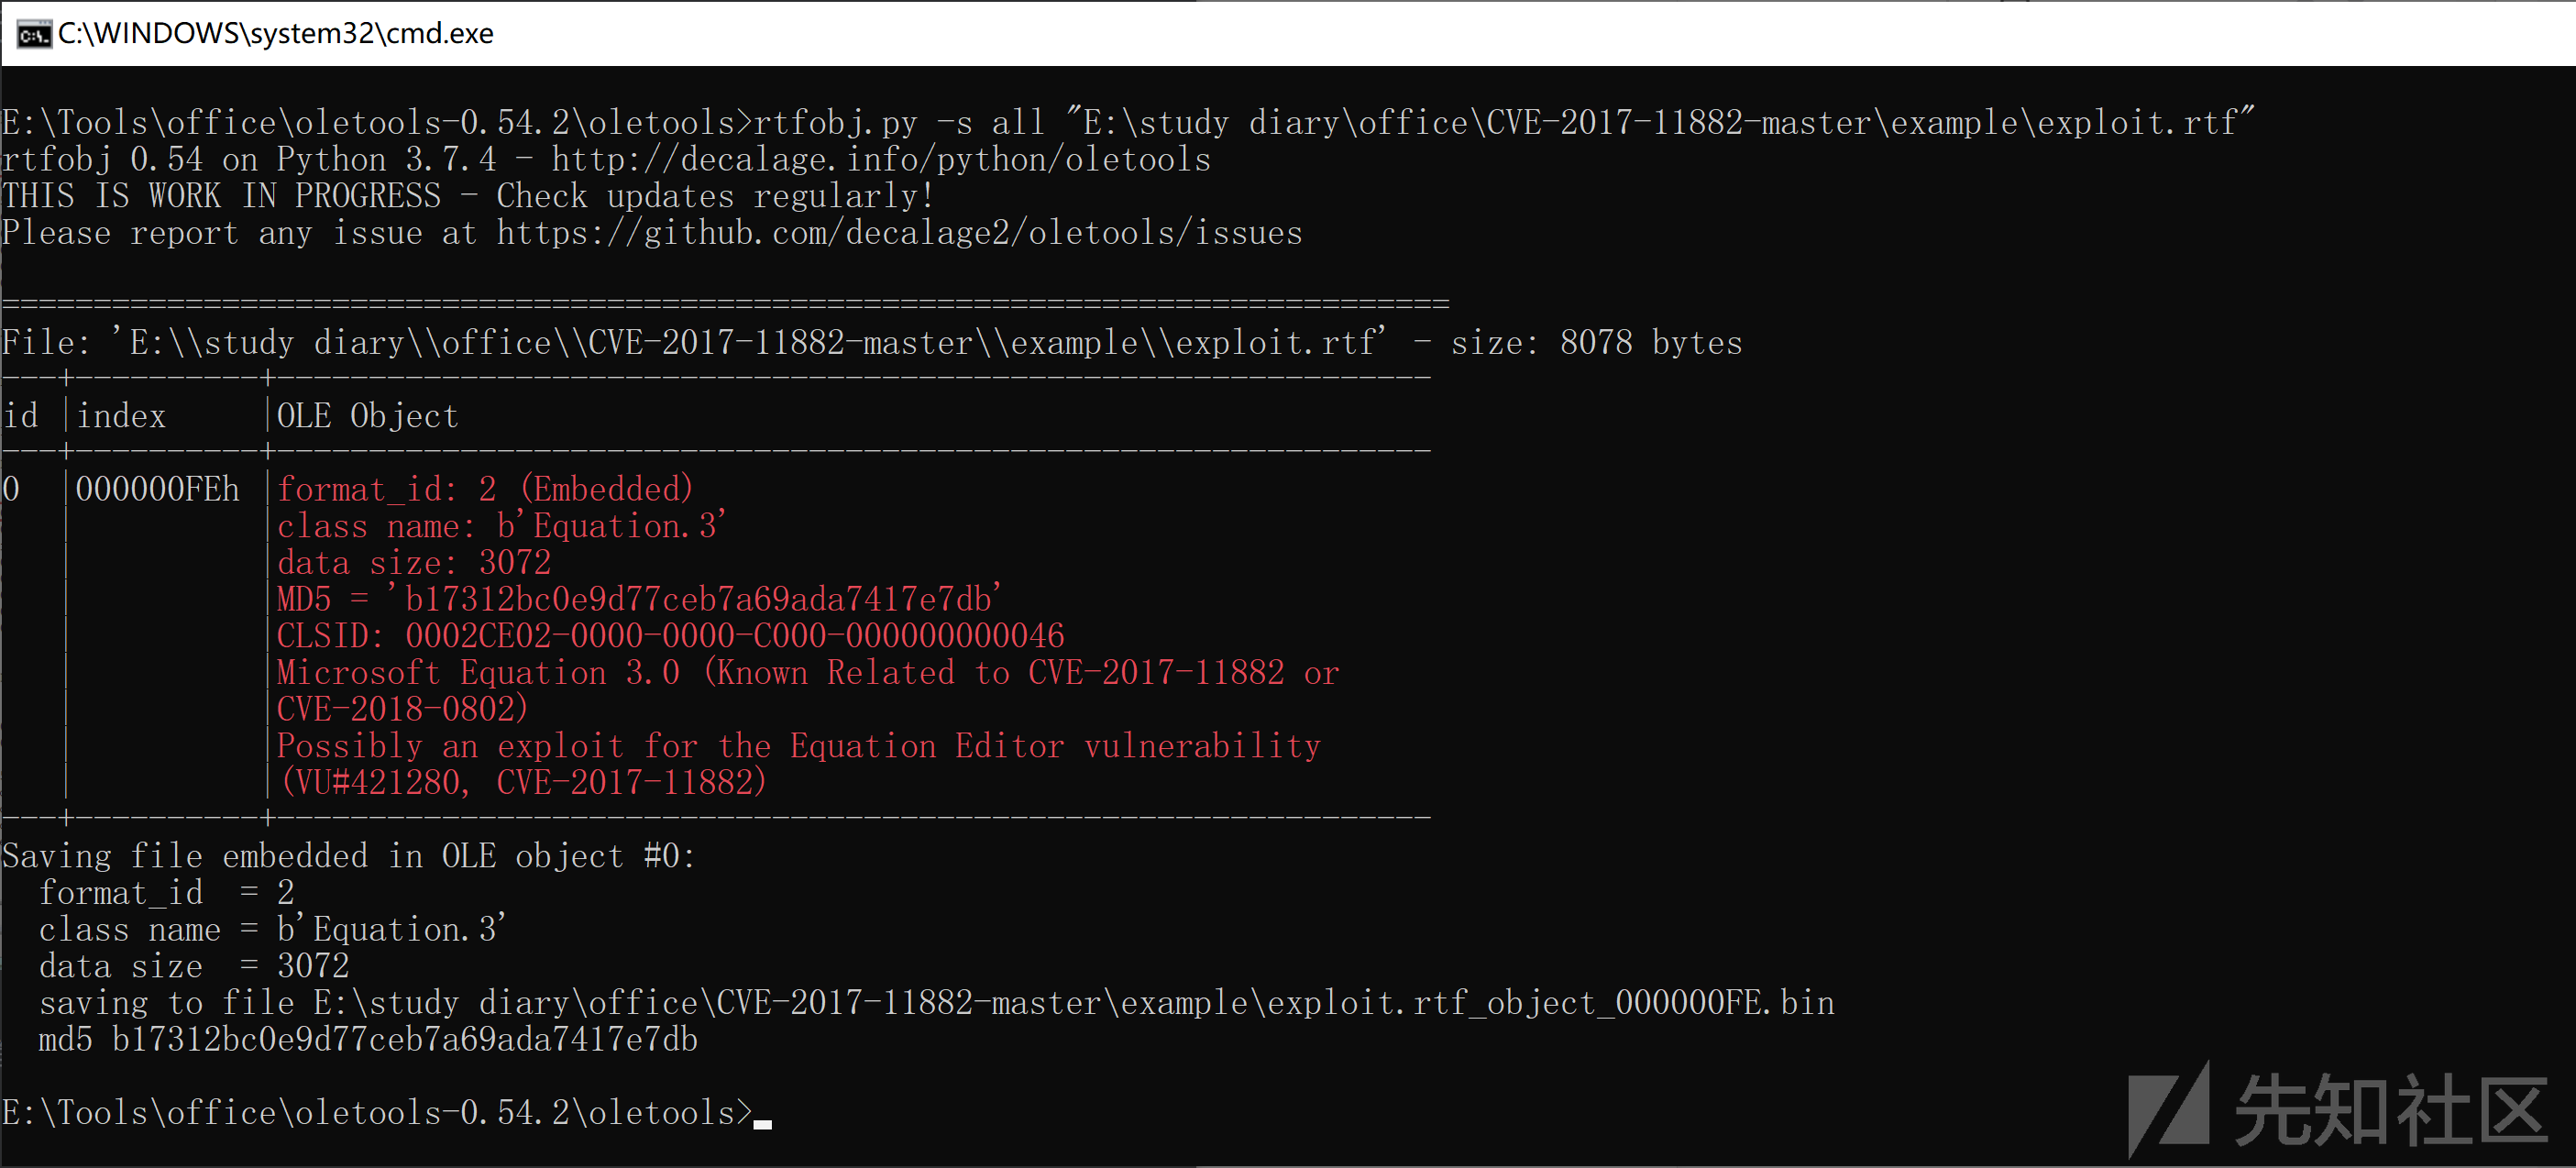 C:\WINDOWS\system32\cmd.exe
E:\Tools\office\oletools-0.54.2\oletools>rtfobj.py -s all "E:\study diary\office\CVE-2017-11882-master\example\exploit.rtf"
rtfobj 0.54 on Python 3.7.4 - http://decalage.info/python/oletools
THIS IS WORK IN PROGRESS - Check updates regularly!
Please report any issue at https://github.com/decalage2/oletools/issues
===============================================================================
File: 'E:\\study diary\\office\\CVE-2017-11882-master\\example\\exploit.rtf' - size: 8078 bytes
---+----------+---------------------------------------------------------------
id |index     |OLE Object
---+----------+---------------------------------------------------------------
0  |000000FEh |format_id: 2 (Embedded)
   |          |class name: b'Equation.3'
   |          |data size: 3072
   |          |MD5 = 'b17312bc0e9d77ceb7a69ada7417e7db'
   |          |CLSID: 0002CE02-0000-0000-C000-000000000046
   |          |Microsoft Equation 3.0 (Known Related to CVE-2017-11882 or
   |          |CVE-2018-0802)
   |          |Possibly an exploit for the Equation Editor vulnerability
   |          |(VU#421280, CVE-2017-11882)
---+----------+---------------------------------------------------------------
Saving file embedded in OLE object #0:
  format_id  = 2
  class name = b'Equation.3'
  data size  = 3072
  saving to file E:\study diary\office\CVE-2017-11882-master\example\exploit.rtf_object_000000FE.bin
  md5 b17312bc0e9d77ceb7a69ada7417e7db
E:\Tools\office\oletools-0.54.2\oletools>
先知社区